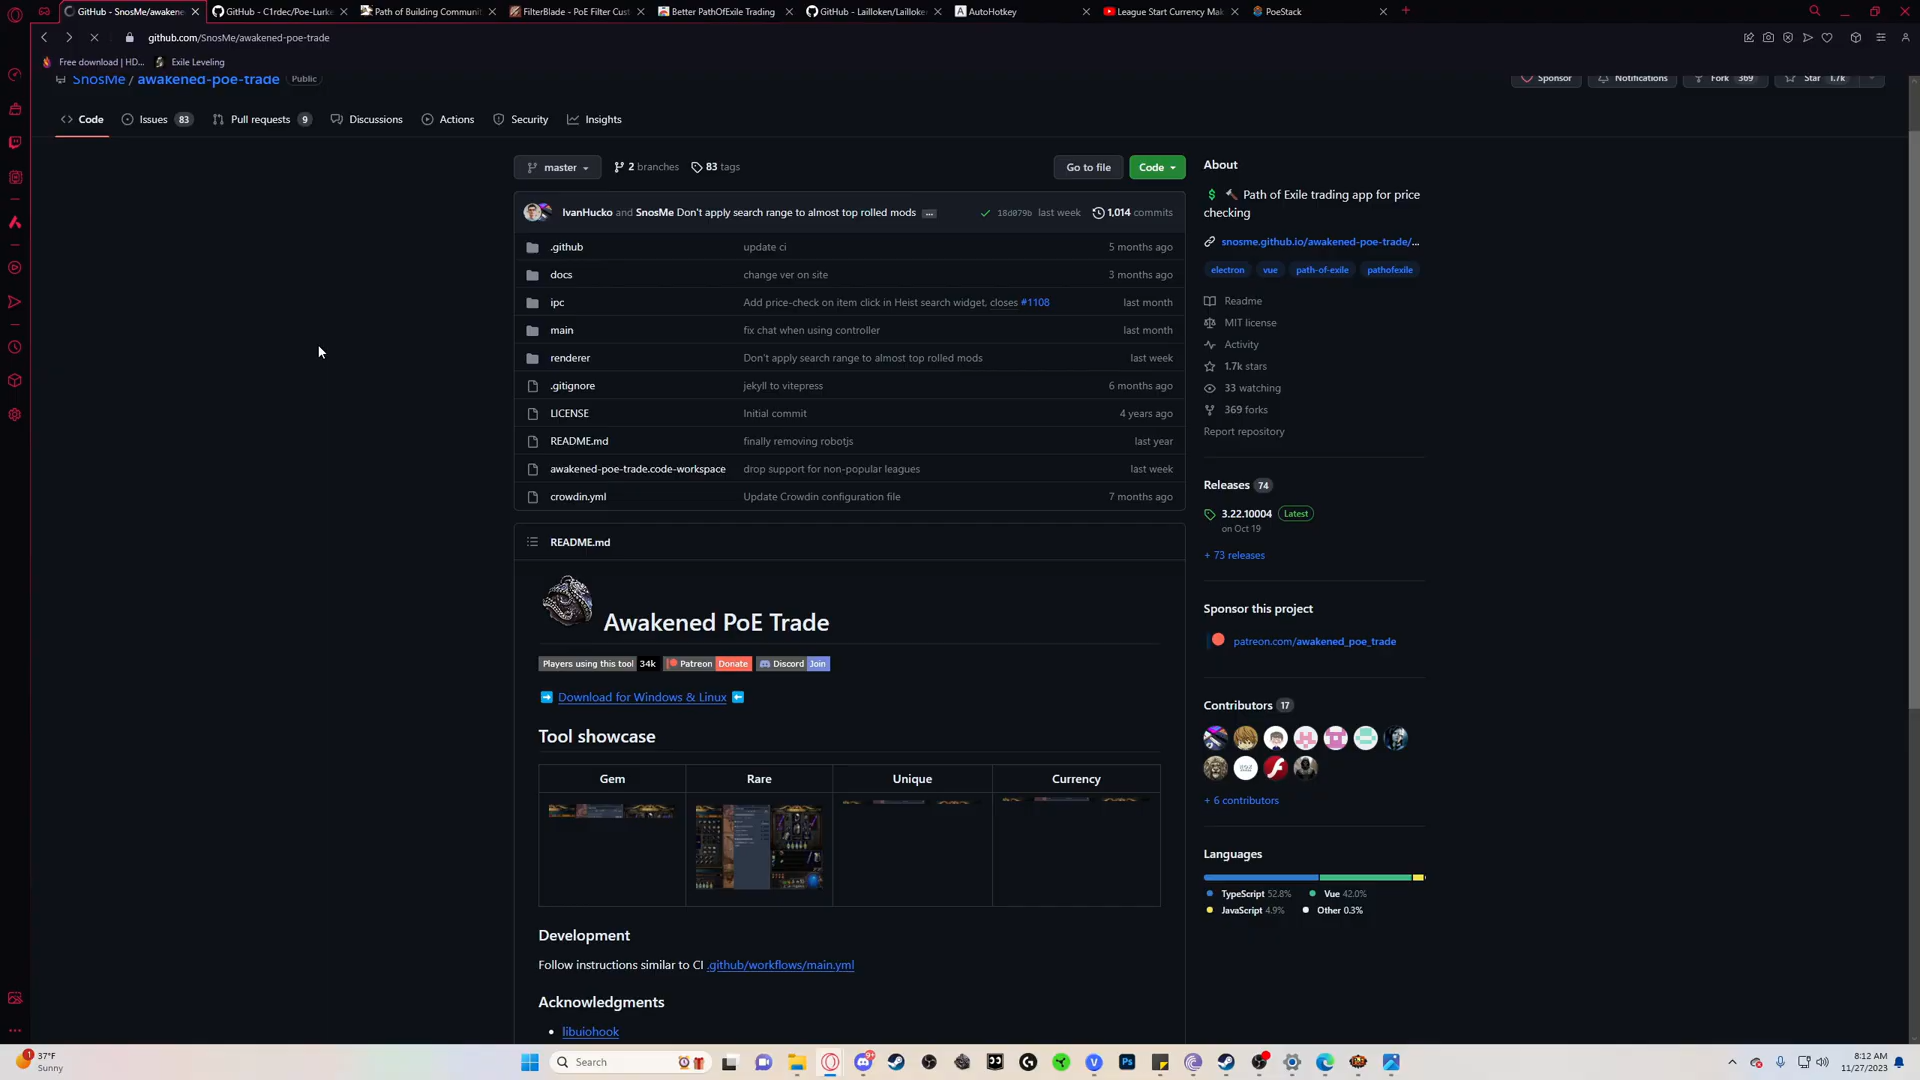 GitHub - SnosMe/awakene
GitHub - C1rdec/Poe-Lurke
Path of Building Communit
FilterBlade - PoE Filter Cust
Better PathOfExile Trading
GitHub - Lailloken/Lailloke
AutoHotkey
League Start Currency Mak
PoeStack
github.com/SnosMe/awakened-poe-trade
Free download | HD...
Exile Leveling
SnosMe / awakened-poe-trade Public
Sponsor
Notifications
Fork 369
Star 1.7k
Code
Issues 83
Pull requests 9
Discussions
Actions
Security
Insights
master
2 branches
83 tags
Go to file
Code
IvanHucko and SnosMe Don't apply search range to almost top rolled mods ...
18d079b last week
1,014 commits
.github update ci 5 months ago
docs change ver on site 3 months ago
ipc Add price-check on item click in Heist search widget, closes #1108 last month
main fix chat when using controller last month
renderer Don't apply search range to almost top rolled mods last week
.gitignore jekyll to vitepress 6 months ago
LICENSE Initial commit 4 years ago
README.md finally removing robotjs last year
awakened-poe-trade.code-workspace drop support for non-popular leagues last week
crowdin.yml Update Crowdin configuration file 7 months ago
README.md
Awakened PoE Trade
Players using this tool 34k
Patreon Donate
Discord Join
Download for Windows & Linux
Tool showcase
Gem Rare Unique Currency
Development
Follow instructions similar to CI .github/workflows/main.yml
Acknowledgments
• libuiohook
About
Path of Exile trading app for price
checking
snosme.github.io/awakened-poe-trade/...
electron vue path-of-exile pathofexile
Readme
MIT license
Activity
1.7k stars
33 watching
369 forks
Report repository
Releases 74
3.22.10004 Latest
on Oct 19
+ 73 releases
Sponsor this project
patreon.com/awakened_poe_trade
Contributors 17
+ 6 contributors
Languages
TypeScript 52.8% Vue 42.0%
JavaScript 4.9% Other 0.3%
1
37°F
Sunny
Search
9+
Ps
8:12 AM
11/27/2023